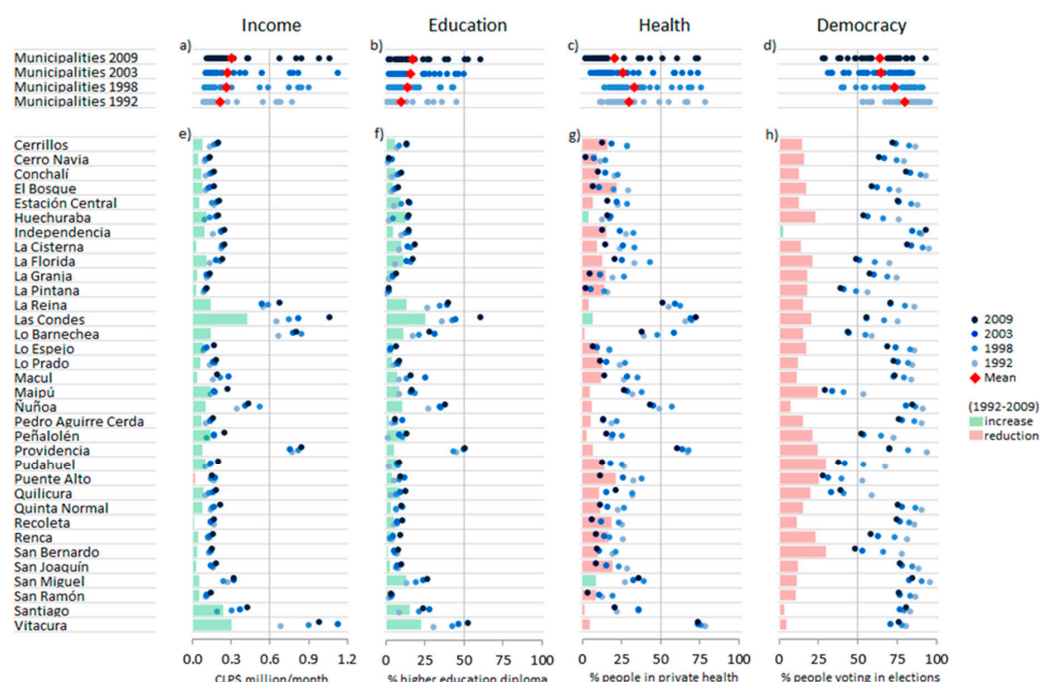 Income Education Health Democracy
a) b) c) d)
Municipalities 2009
Municipalities 2003
Municipalities 1998
Municipalities 1992
e) f) g) h)
Cerrillos
Cerro Navia
Conchalí
El Bosque
Estación Central
Huechuraba
Independencia
La Cisterna
La Florida
La Granja
La Pintana
La Reina
Las Condes
Lo Barnechea
Lo Espejo
Lo Prado
Macul
Maipú
Ñuñoa
Pedro Aguirre Cerda
Peñalolén
Providencia
Pudahuel
Puente Alto
Quilicura
Quinta Normal
Recoleta
Renca
San Bernardo
San Joaquín
San Miguel
San Ramón
Santiago
Vitacura
2009
2003
1998
1992
Mean
(1992-2009)
increase
reduction
0.0 0.3 0.6 0.9 1.2 0 25 50 75 100 0 25 50 75 100 0 25 50 75 100
CLP$ million/month % higher education diploma % people in private health % people voting in elections